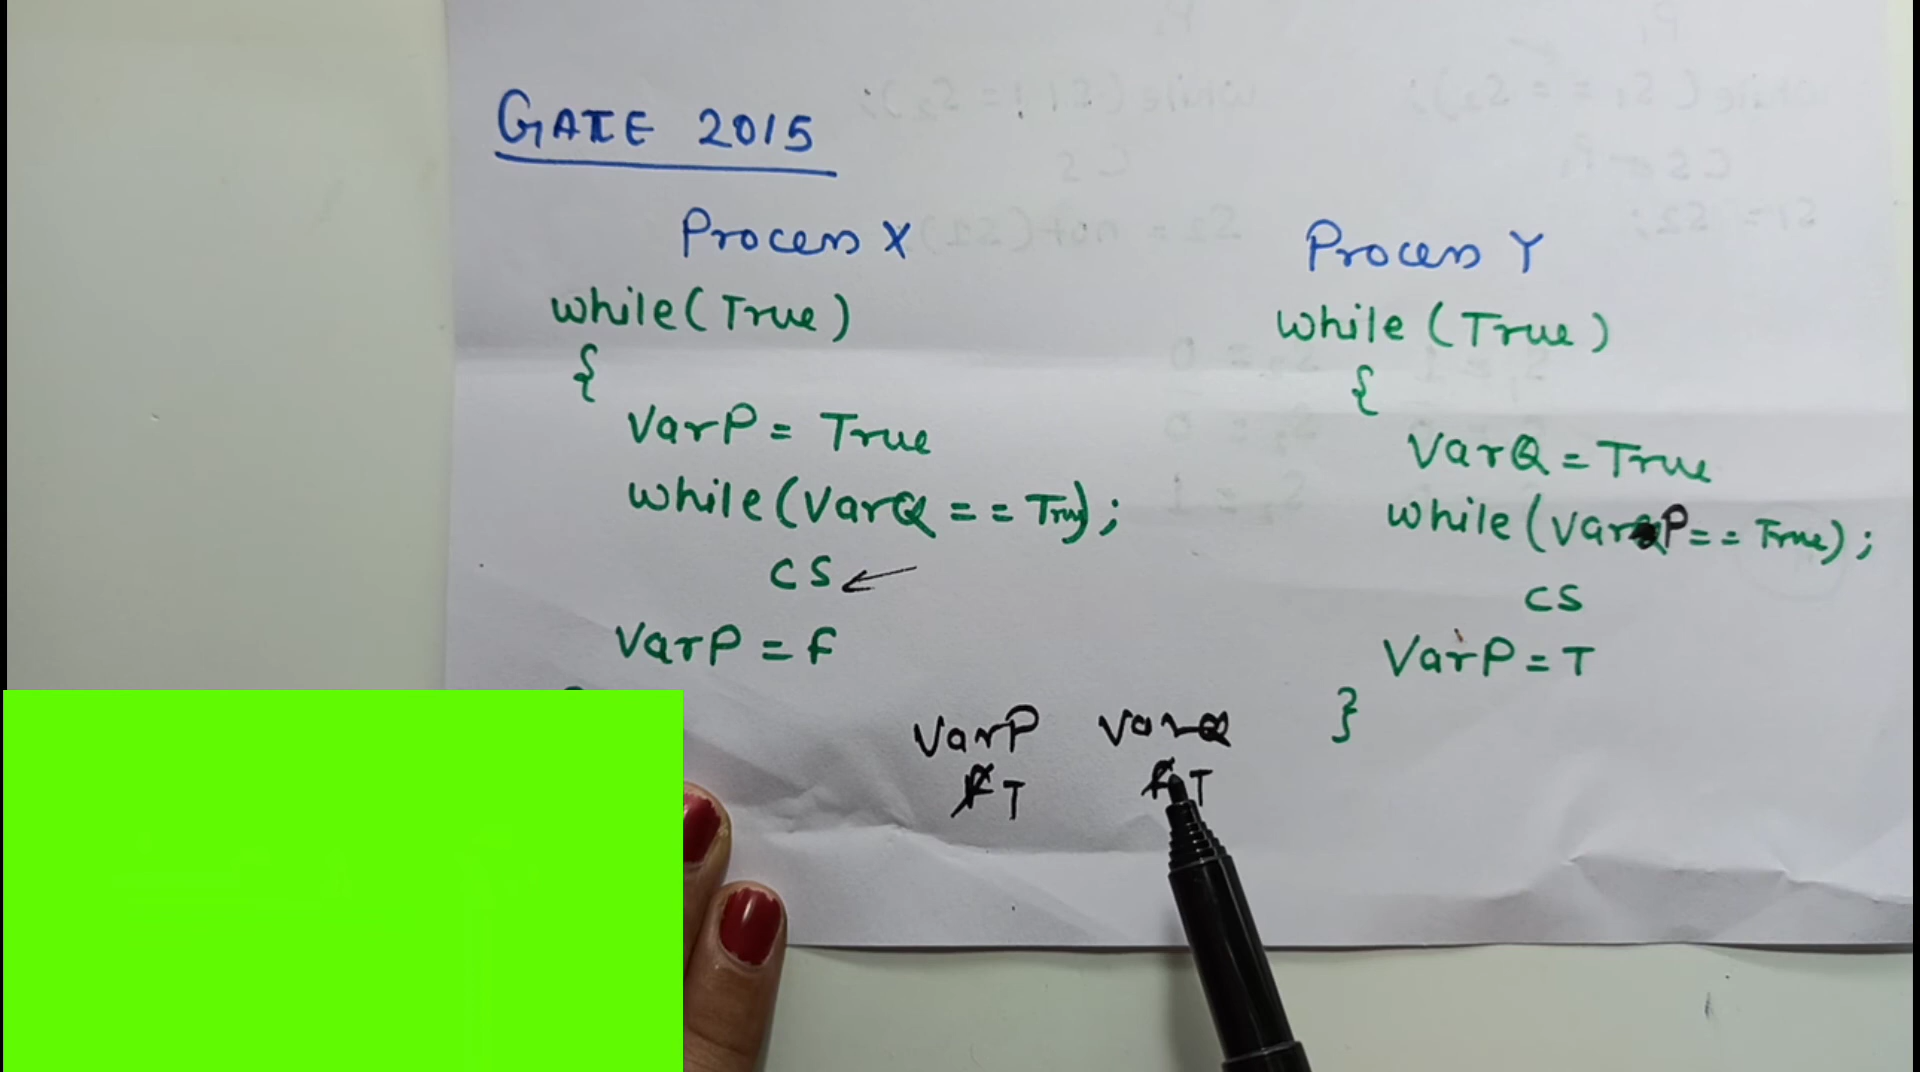 GATE 2015
Process X
while(True)
{
VarP = True
while(VarQ == True);
CS
VarP = F
Process Y
while(True)
{
VarQ = True
while(VarP == True);
CS
VarP = T
}
VarP VarQ
F T F T